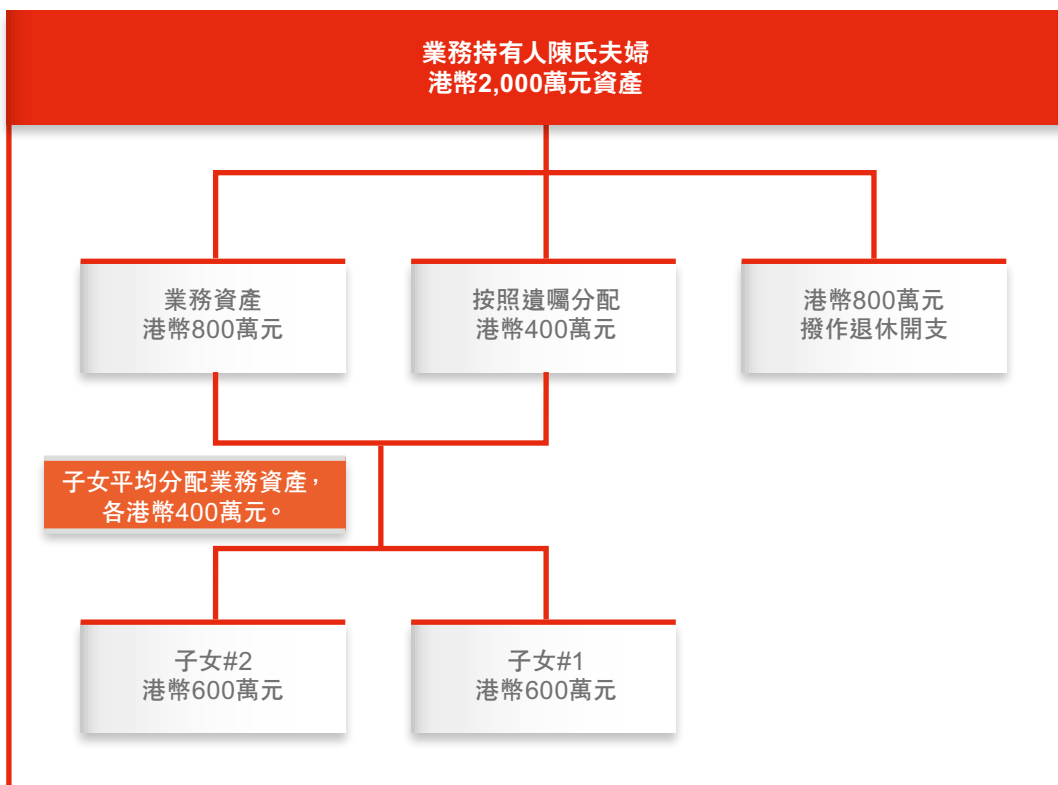 業務持有人陳氏夫婦
港幣2,000萬元資產
業務資產
港幣800萬元
按照遺囑分配
港幣400萬元
港幣800萬元
撥作退休開支
子女平均分配業務資產，
各港幣400萬元。
子女#2
港幣600萬元
子女#1
港幣600萬元